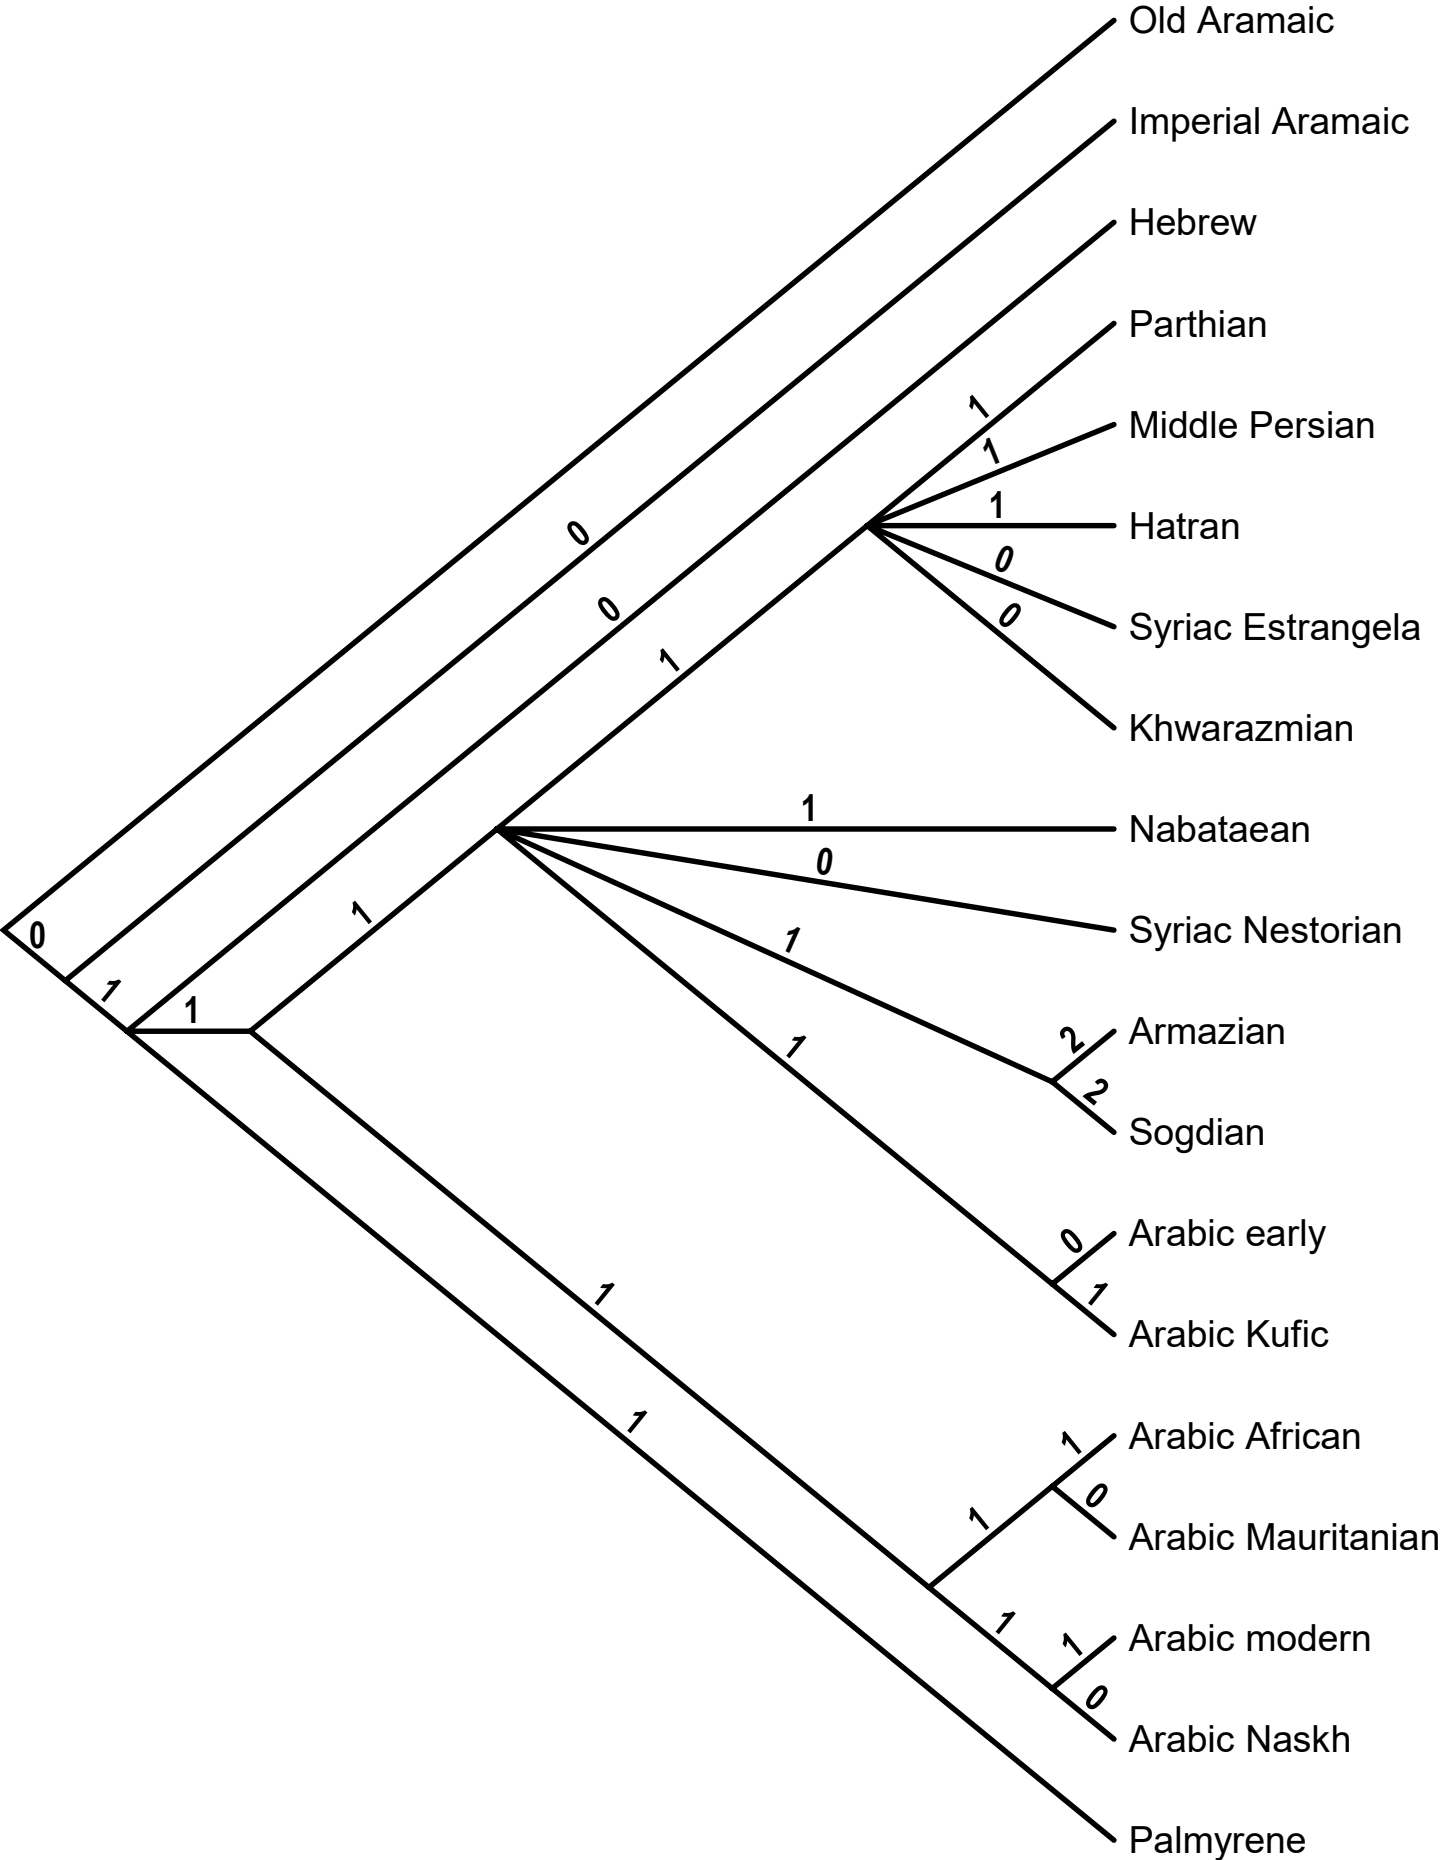 Old Aramaic
Imperial Aramaic
Hebrew
Parthian
1
Middle Persian
1
1
Hatran
0
0
0
Syriac Estrangela
0
1
Khwarazmian
1
Nabataean
0
1
0
1
Syriac Nestorian
1
1
1
2
Armazian
1
2
Sogdian
0
Arabic early
1
1
Arabic Kufic
1
1
Arabic African
0
1
Arabic Mauritanian
1
1
Arabic modern
0
Arabic Naskh
Palmyrene